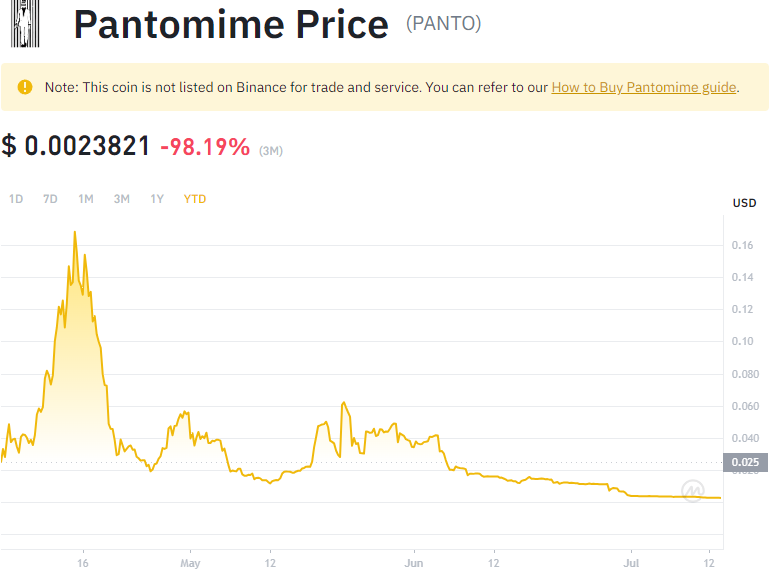 Pantomime Price (PANTO)
Note: This coin is not listed on Binance for trade and service. You can refer to our How to Buy Pantomime guide.
$ 0.0023821 -98.19% (3M)
1D 7D 1M 3M 1Y YTD
USD
0.16
0.14
0.12
0.10
0.080
0.060
0.040
0.025
16 May 12 Jun 12 Jul 12